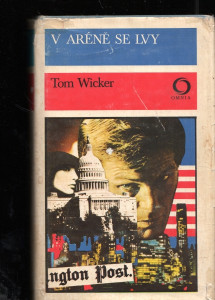 V ARÉNĚ SE LVY
Tom Wicker
ngton Post.